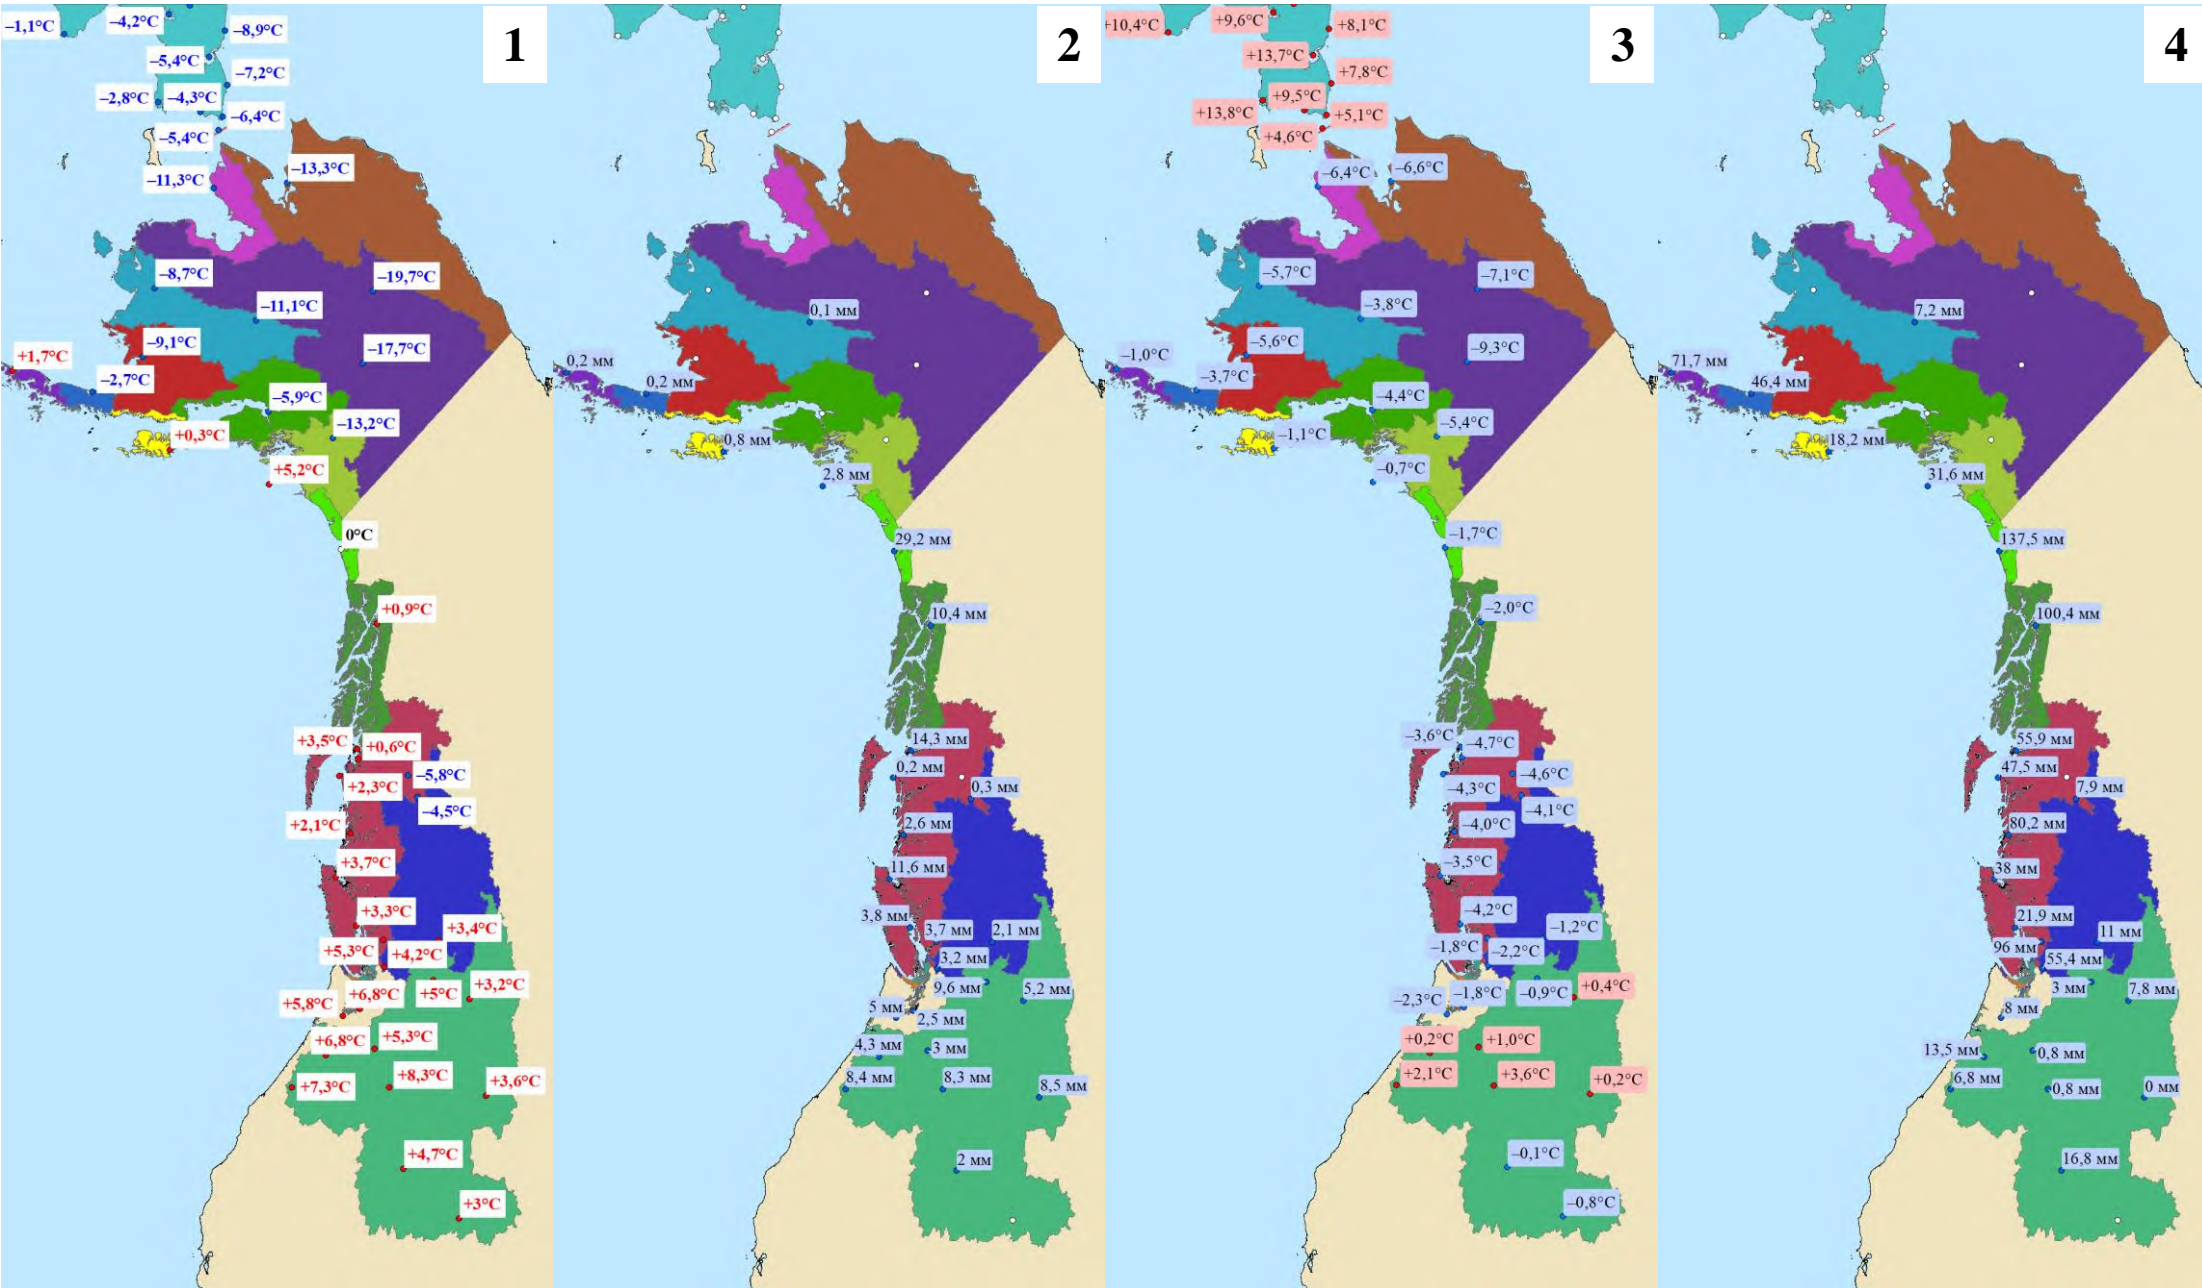 1
–1,1°C
–4,2°C
–8,9°C
–5,4°C
–7,2°C
–2,8°C
–4,3°C
–6,4°C
–5,4°C
–11,3°C
–13,3°C
–8,7°C
–19,7°C
–11,1°C
–9,1°C
–17,7°C
+1,7°C
–2,7°C
–5,9°C
–13,2°C
+0,3°C
+5,2°C
0°C
+0,9°C
+3,5°C
+0,6°C
–5,8°C
+2,3°C
–4,5°C
+2,1°C
+3,7°C
+3,3°C
+3,4°C
+5,3°C
+4,2°C
+3,2°C
+6,8°C
+5°C
+5,8°C
+6,8°C
+5,3°C
+7,3°C
+8,3°C
+3,6°C
+4,7°C
+3°C
2
0,1 мм
0,2 мм
0,2 мм
0,8 мм
2,8 мм
29,2 мм
10,4 мм
14,3 мм
0,2 мм
0,3 мм
2,6 мм
11,6 мм
3,8 мм
3,7 мм
2,1 мм
3,2 мм
9,6 мм
5,2 мм
5 мм
2,5 мм
4,3 мм
3 мм
8,4 мм
8,3 мм
8,5 мм
2 мм
3
+10,4°C
+9,6°C
+8,1°C
+13,7°C
+7,8°C
+9,5°C
+13,8°C
+5,1°C
+4,6°C
–6,4°C
–6,6°C
–5,7°C
–7,1°C
–3,8°C
–5,6°C
–9,3°C
–1,0°C
–3,7°C
–4,4°C
–5,4°C
–1,1°C
–0,7°C
–1,7°C
–2,0°C
–3,6°C
–4,7°C
–4,6°C
–4,3°C
–4,1°C
–4,0°C
–3,5°C
–4,2°C
–1,2°C
–1,8°C
–2,2°C
–0,9°C
+0,4°C
–2,3°C
–1,8°C
+0,2°C
+1,0°C
+2,1°C
+3,6°C
+0,2°C
–0,1°C
–0,8°C
4
7,2 мм
71,7 мм
46,4 мм
18,2 мм
31,6 мм
137,5 мм
100,4 мм
55,9 мм
47,5 мм
7,9 мм
80,2 мм
38 мм
21,9 мм
11 мм
96 мм
55,4 мм
3 мм
7,8 мм
8 мм
13,5 мм
0,8 мм
6,8 мм
0,8 мм
0 мм
16,8 мм